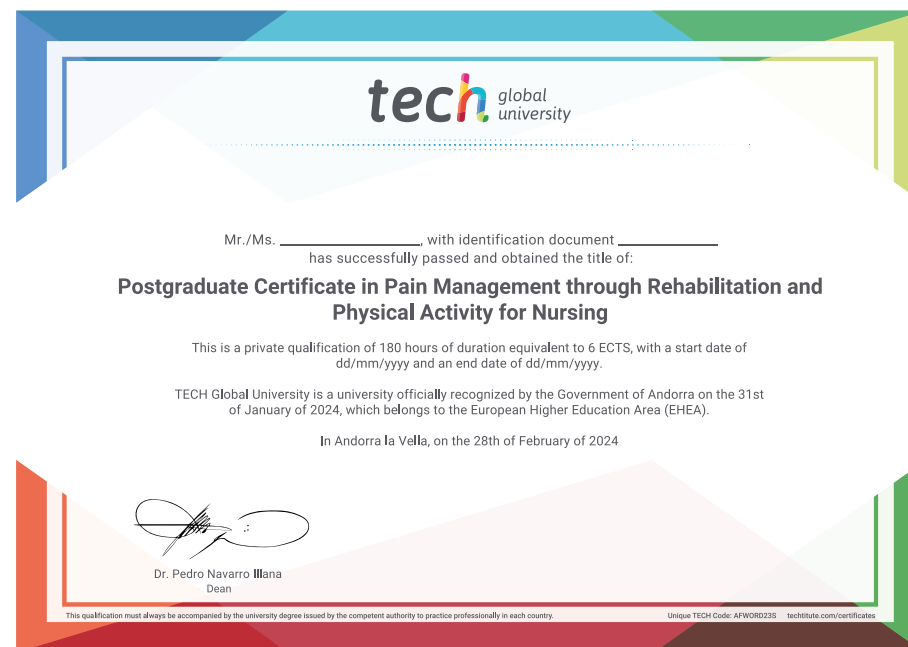 tech global university
Mr./Ms. ____________________, with identification document ______________
has successfully passed and obtained the title of:
Postgraduate Certificate in Pain Management through Rehabilitation and
Physical Activity for Nursing
This is a private qualification of 180 hours of duration equivalent to 6 ECTS, with a start date of
dd/mm/yyyy and an end date of dd/mm/yyyy.
TECH Global University is a university officially recognized by the Government of Andorra on the 31st
of January of 2024, which belongs to the European Higher Education Area (EHEA).
In Andorra la Vella, on the 28th of February of 2024
Dr. Pedro Navarro Illana
Dean
This qualification must always be accompanied by the university degree issued by the competent authority to practice professionally in each country.
Unique TECH Code: AFWORD23S techtitute.com/certificates